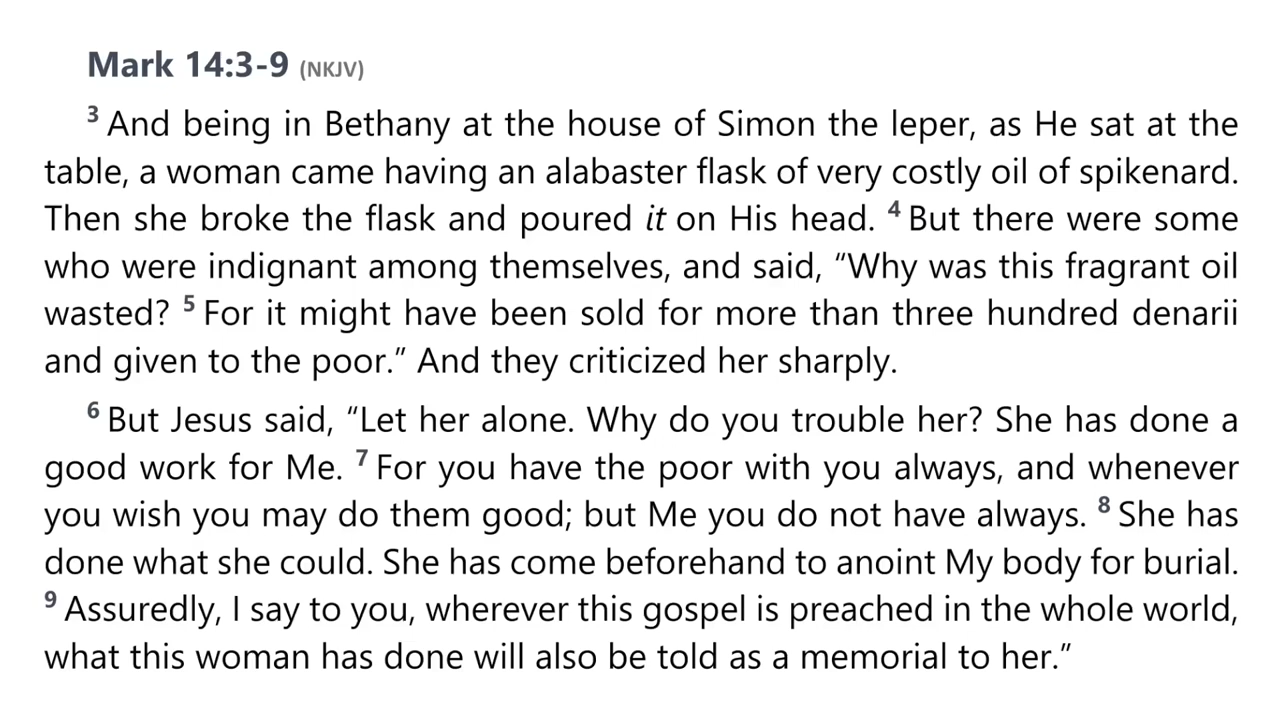 Mark 14:3-9 (NKJV)
3 And being in Bethany at the house of Simon the leper, as He sat at the
table, a woman came having an alabaster flask of very costly oil of spikenard.
Then she broke the flask and poured it on His head. 4 But there were some
who were indignant among themselves, and said, “Why was this fragrant oil
wasted? 5 For it might have been sold for more than three hundred denarii
and given to the poor.” And they criticized her sharply.
6 But Jesus said, “Let her alone. Why do you trouble her? She has done a
good work for Me. 7 For you have the poor with you always, and whenever
you wish you may do them good; but Me you do not have always. 8 She has
done what she could. She has come beforehand to anoint My body for burial.
9 Assuredly, I say to you, wherever this gospel is preached in the whole world,
what this woman has done will also be told as a memorial to her.”